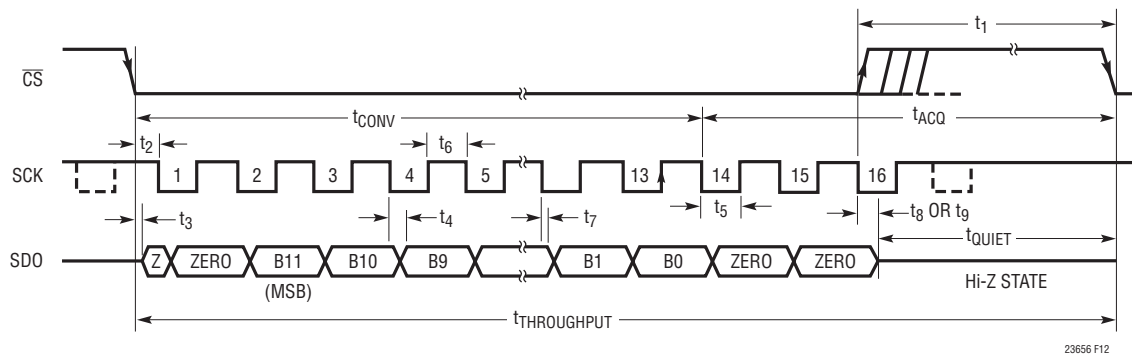 t1
CS
tCONV
tACQ
t2
t6
SCK
1 2 3 4 5 13 14 15 16
t3
t4
t7
t5
t8 OR t9
tQUIET
SDO
Z ZERO B11 B10 B9 B1 B0 ZERO ZERO
(MSB)
Hi-Z STATE
tTHROUGHPUT
23656 F12